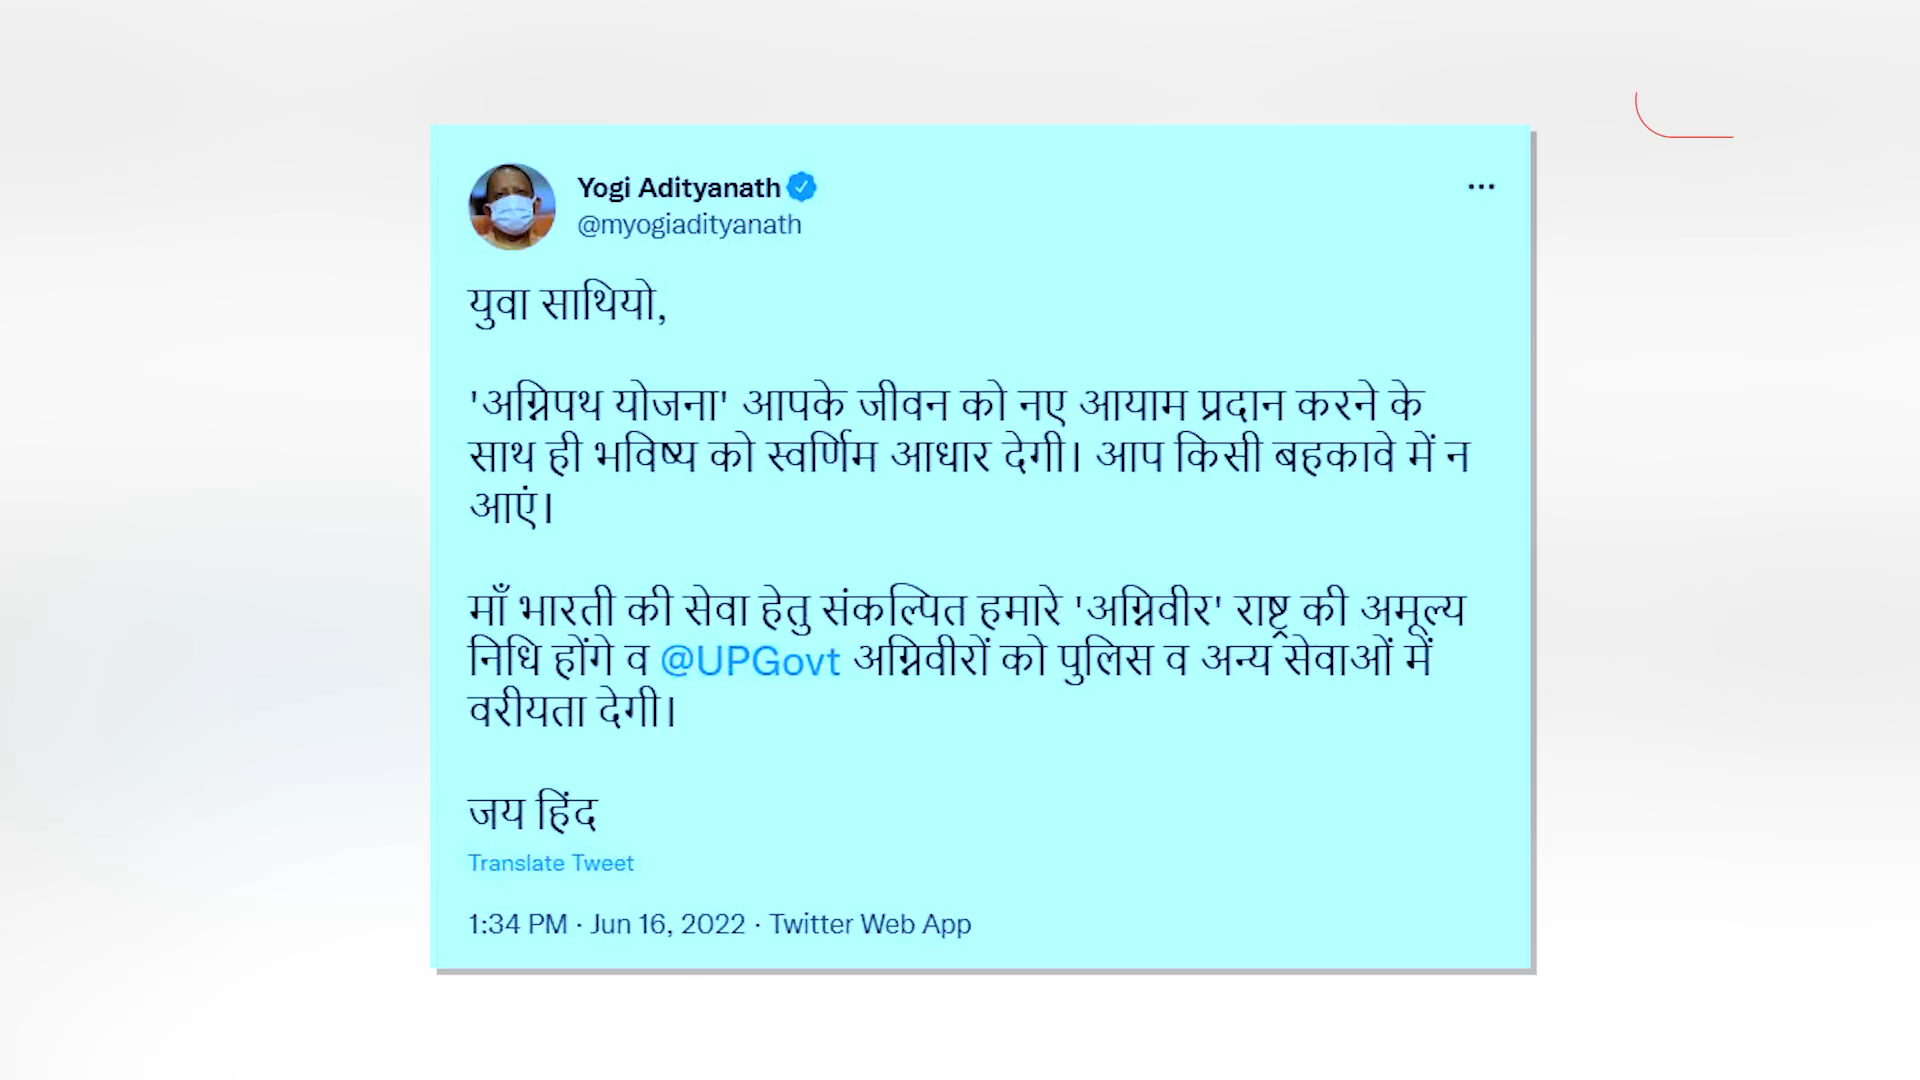 Yogi Adityanath
@myogiadityanath
युवा साथियो,
'अग्निपथ योजना' आपके जीवन को नए आयाम प्रदान करने के
साथ ही भविष्य को स्वर्णिम आधार देगी। आप किसी बहकावे में न
आएं।
माँ भारती की सेवा हेतु संकल्पित हमारे 'अग्निवीर' राष्ट्र की अमूल्य
निधि होंगे व @UPGovt अग्निवीरों को पुलिस व अन्य सेवाओं में
वरीयता देगी।
जय हिंद
Translate Tweet
1:34 PM · Jun 16, 2022 · Twitter Web App